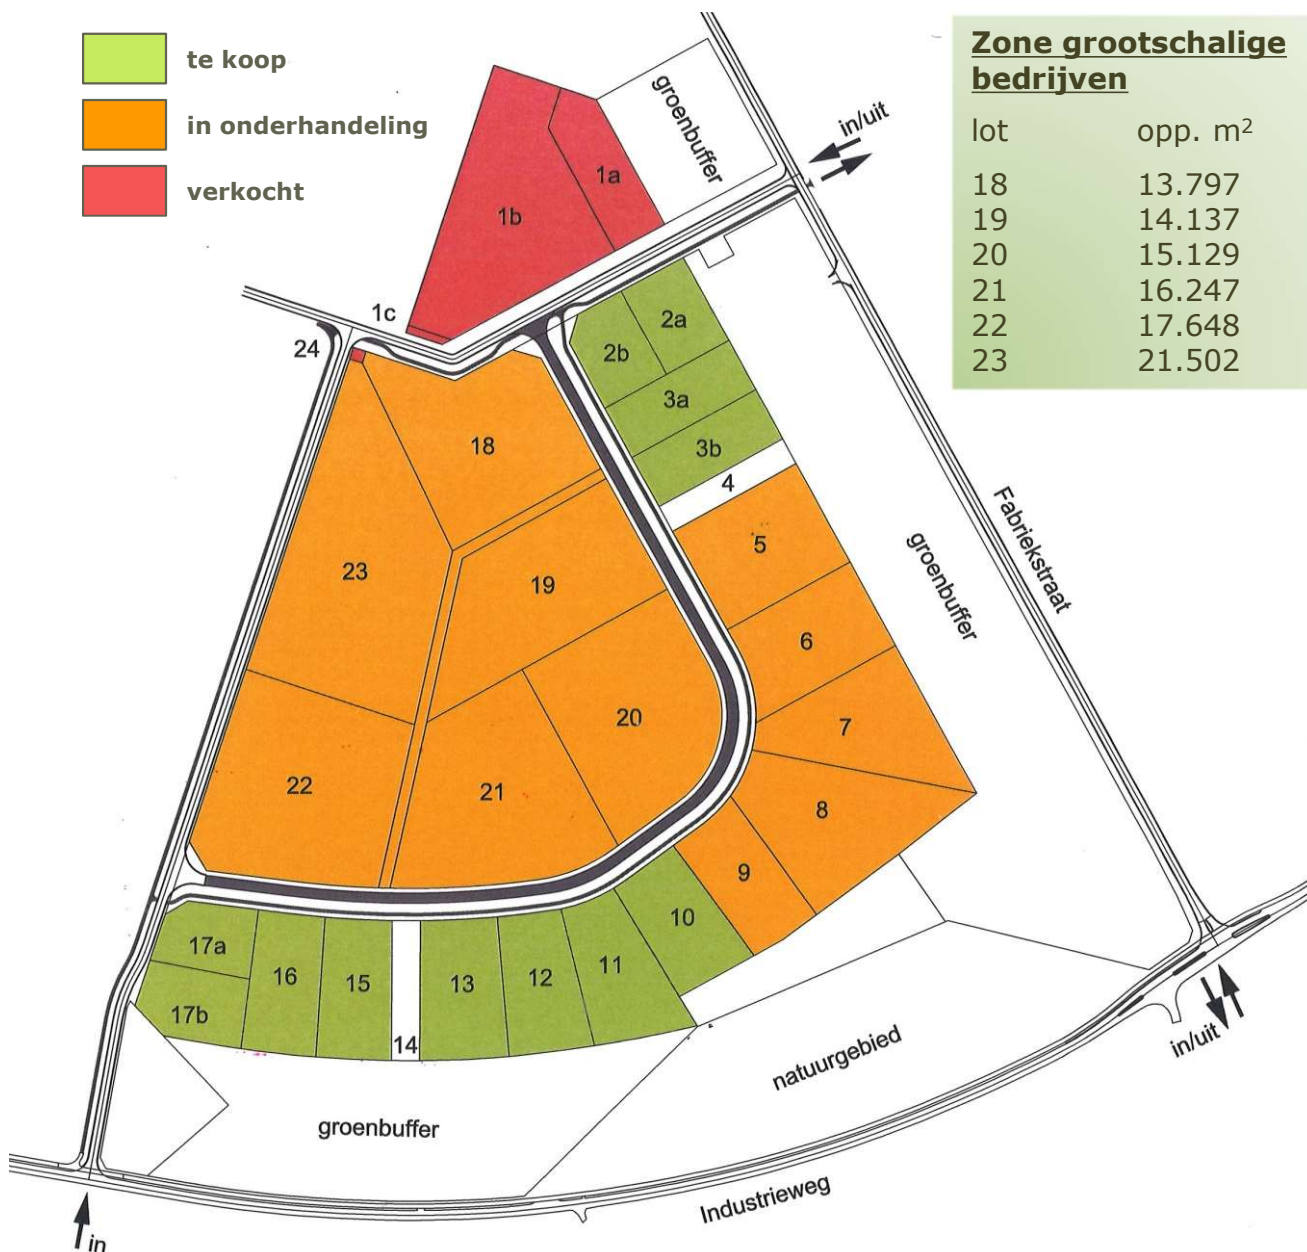 te koop
in onderhandeling
verkocht
Zone grootschalige
bedrijven
lot opp. m²
18 13.797
19 14.137
20 15.129
21 16.247
22 17.648
23 21.502
groenbuffer
in/uit
1a
1b
1c
24
2a
2b
3a
3b
4
18
5
Fabriekstraat
groenbuffer
23
19
6
20
7
22
21
8
9
10
17a
16
15
13
12
11
17b
14
in/uit
natuurgebied
groenbuffer
Industrieweg
in